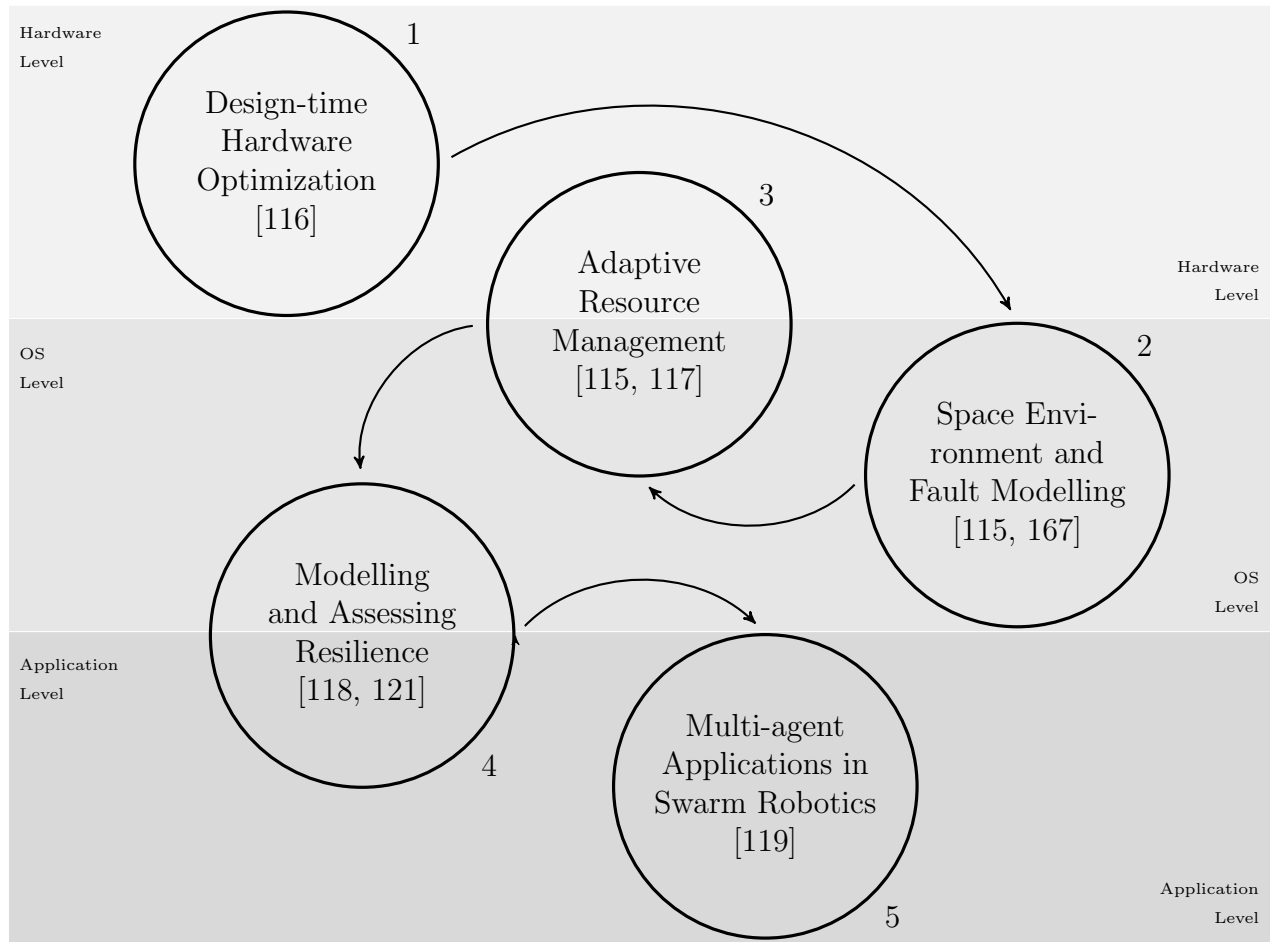 Hardware
Level
1
Design-time
Hardware
Optimization
[116]
3
Adaptive
Resource
Management
[115, 117]
Hardware
Level
OS
Level
2
Space Envi-
ronment and
Fault Modelling
[115, 167]
OS
Level
Modelling
and Assessing
Resilience
[118, 121]
4
Application
Level
Multi-agent
Applications in
Swarm Robotics
[119]
5
Application
Level